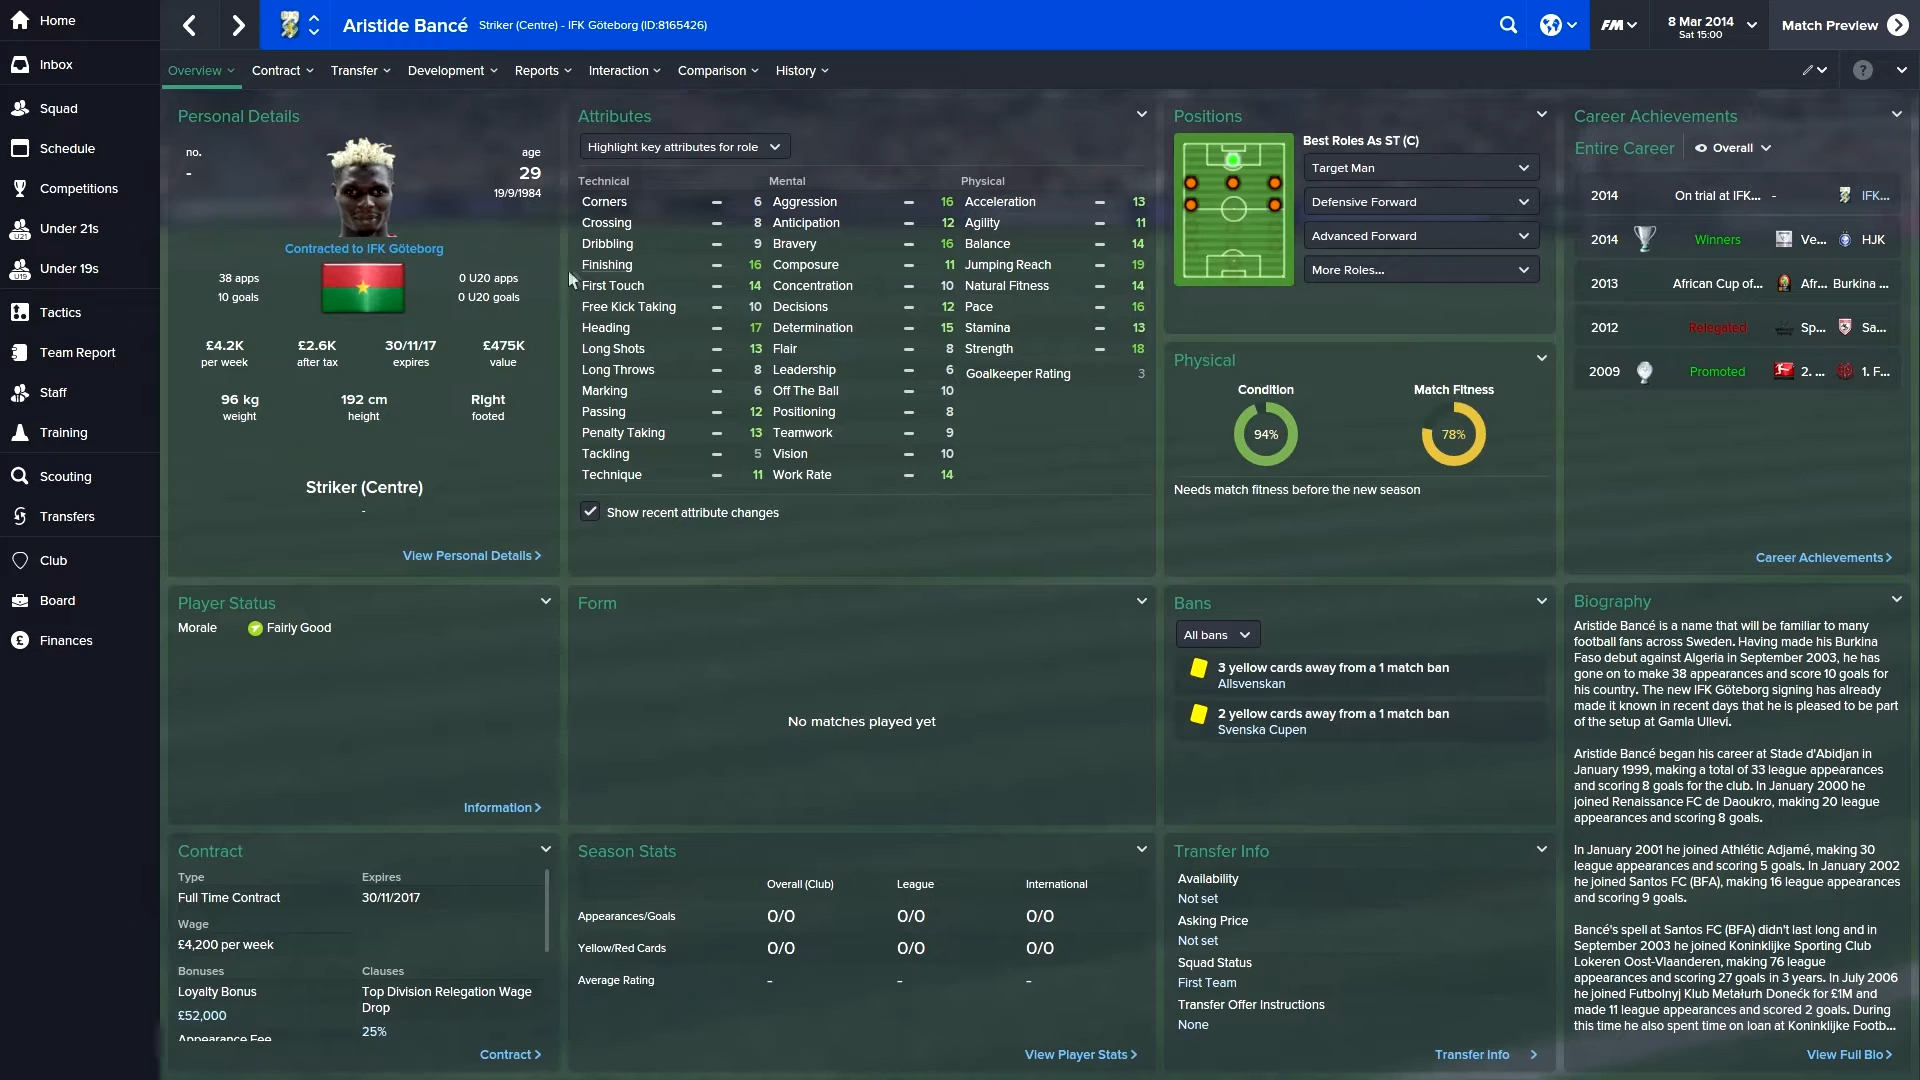 Home
Inbox
Squad
Schedule
Competitions
U21
Under 21s
U19
Under 19s
Tactics
Team Report
Staff
Training
Scouting
Transfers
Club
Board
Finances
Aristide Bancé
Striker (Centre) - IFK Göteborg (ID:8165426)
FM
8 Mar 2014
Sat 15:00
Match Preview
Overview
Contract
Transfer
Development
Reports
Interaction
Comparison
History
?
Personal Details
no.
-
age
29
19/9/1984
Contracted to IFK Göteborg
38 apps
10 goals
0 U20 apps
0 U20 goals
£4.2K per week
£2.6K after tax
30/11/17 expires
£475K value
96 kg weight
192 cm height
Right footed
Striker (Centre)
-
View Personal Details >
Attributes
Highlight key attributes for role
Technical
Corners - 6
Crossing - 8
Dribbling - 9
Finishing - 16
First Touch - 14
Free Kick Taking - 10
Heading - 17
Long Shots - 13
Long Throws - 8
Marking - 6
Passing - 12
Penalty Taking - 13
Tackling - 5
Technique - 11
Mental
Aggression - 16
Anticipation - 12
Bravery - 16
Composure - 11
Concentration - 10
Decisions - 12
Determination - 15
Flair - 8
Leadership - 6
Off The Ball - 10
Positioning - 8
Teamwork - 9
Vision - 10
Work Rate - 14
Physical
Acceleration - 13
Agility - 11
Balance - 14
Jumping Reach - 19
Natural Fitness - 14
Pace - 16
Stamina - 13
Strength - 18
Goalkeeper Rating 3
Show recent attribute changes
Positions
Best Roles As ST (C)
Target Man
Defensive Forward
Advanced Forward
More Roles...
Physical
Condition
94%
Match Fitness
78%
Needs match fitness before the new season
Career Achievements
Entire Career
Overall
2014 On trial at IFK... - IFK...
2014 Winners Ve... HJK
2013 African Cup of... Afr... Burkina ...
2012 Relegated Sp... Sa...
2009 Promoted 2. ... 1. F...
Career Achievements >
Player Status
Morale Fairly Good
Information >
Form
No matches played yet
Bans
All bans
3 yellow cards away from a 1 match ban
Allsvenskan
2 yellow cards away from a 1 match ban
Svenska Cupen
Biography
Aristide Bancé is a name that will be familiar to many
football fans across Sweden. Having made his Burkina
Faso debut against Algeria in September 2003, he has
gone on to make 38 appearances and score 10 goals for
his country. The new IFK Göteborg signing has already
made it known in recent days that he is pleased to be part
of the setup at Gamla Ullevi.
Aristide Bancé began his career at Stade d'Abidjan in
January 1999, making a total of 33 league appearances
and scoring 8 goals for the club. In January 2000 he
joined Renaissance FC de Daoukro, making 20 league
appearances and scoring 8 goals.
In January 2001 he joined Athlétic Adjamé, making 30
league appearances and scoring 5 goals. In January 2002
he joined Santos FC (BFA), making 16 league appearances
and scoring 9 goals.
Bancé's spell at Santos FC (BFA) didn't last long and in
September 2003 he joined Koninklijke Sporting Club
Lokeren Oost-Vlaanderen, making 76 league
appearances and scoring 27 goals in 3 years. In July 2006
he joined Futbolnyj Klub Metałurh Donećk for £1M and
made 11 league appearances and scored 2 goals. During
this time he also spent time on loan at Koninklijke Footb...
View Full Bio >
Contract
Type
Full Time Contract
Expires
30/11/2017
Wage
£4,200 per week
Bonuses
Loyalty Bonus
£52,000
Appearance Fee
Clauses
Top Division Relegation Wage
Drop
25%
Contract >
Season Stats
Overall (Club) League International
Appearances/Goals 0/0 0/0 0/0
Yellow/Red Cards 0/0 0/0 0/0
Average Rating - - -
View Player Stats >
Transfer Info
Availability
Not set
Asking Price
Not set
Squad Status
First Team
Transfer Offer Instructions
None
Transfer Info >